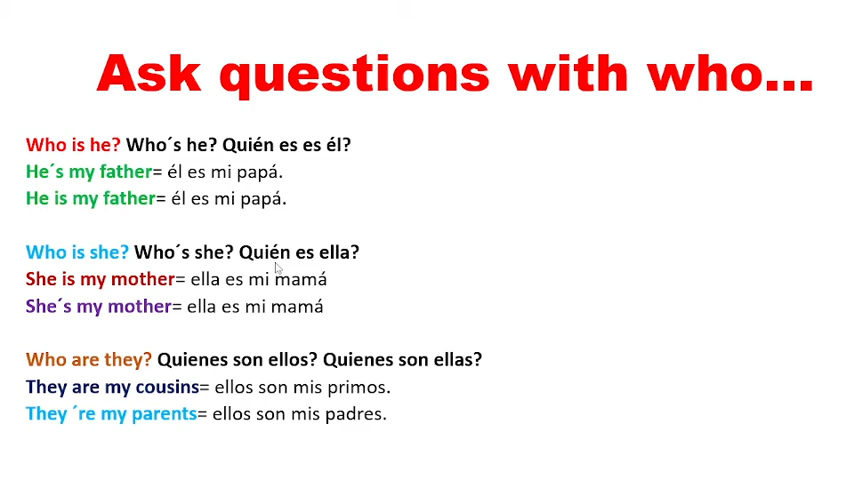 Ask questions with who...
Who is he? Who´s he? Quién es es él?
He´s my father= él es mi papá.
He is my father= él es mi papá.
Who is she? Who´s she? Quién es ella?
She is my mother= ella es mi mamá
She´s my mother= ella es mi mamá
Who are they? Quienes son ellos? Quienes son ellas?
They are my cousins= ellos son mis primos.
They ´re my parents= ellos son mis padres.